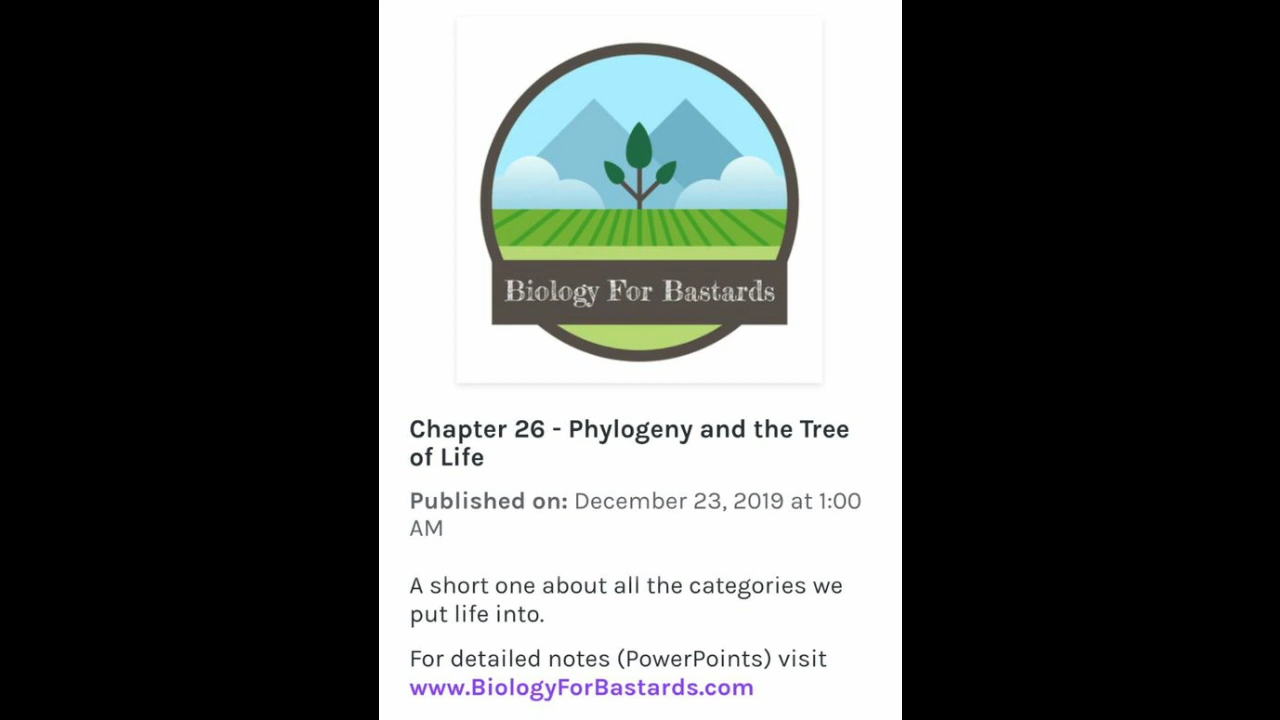 Biology For Bastards
Chapter 26 - Phylogeny and the Tree
of Life
Published on: December 23, 2019 at 1:00
AM
A short one about all the categories we
put life into.
For detailed notes (PowerPoints) visit
www.BiologyForBastards.com